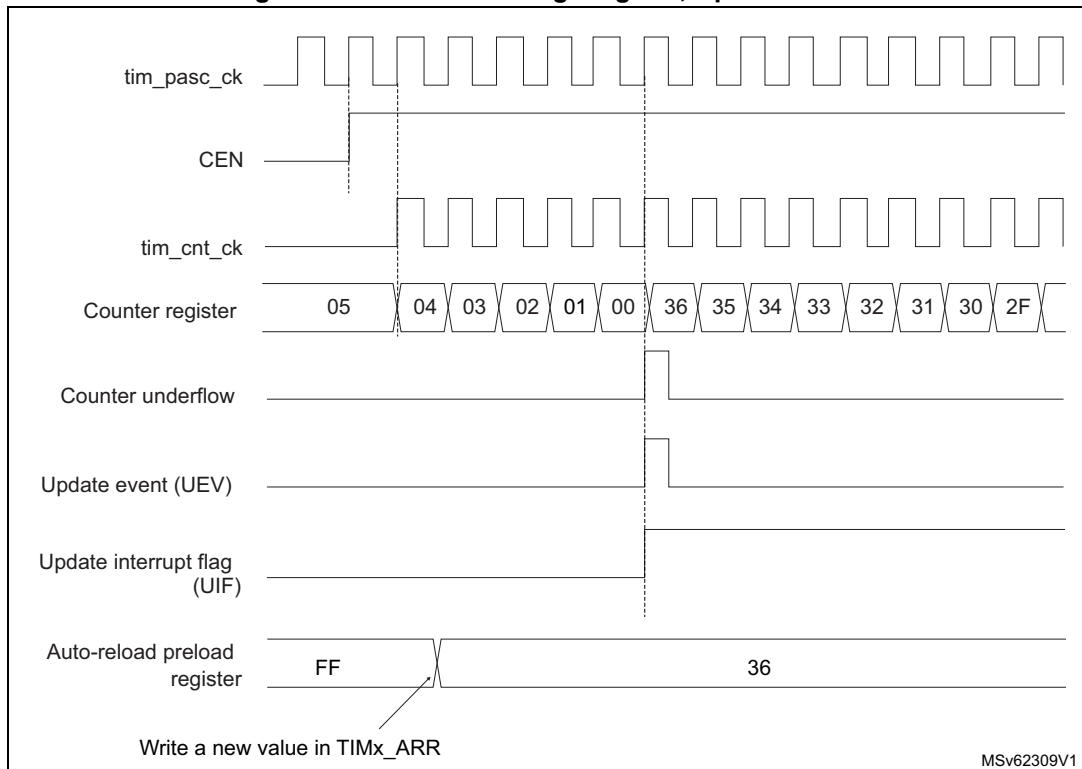 tim_pasc_ck
CEN
tim_cnt_ck
Counter register 05 04 03 02 01 00 36 35 34 33 32 31 30 2F
Counter underflow
Update event (UEV)
Update interrupt flag
(UIF)
Auto-reload preload
register
FF 36
Write a new value in TIMx_ARR
MSv62309V1